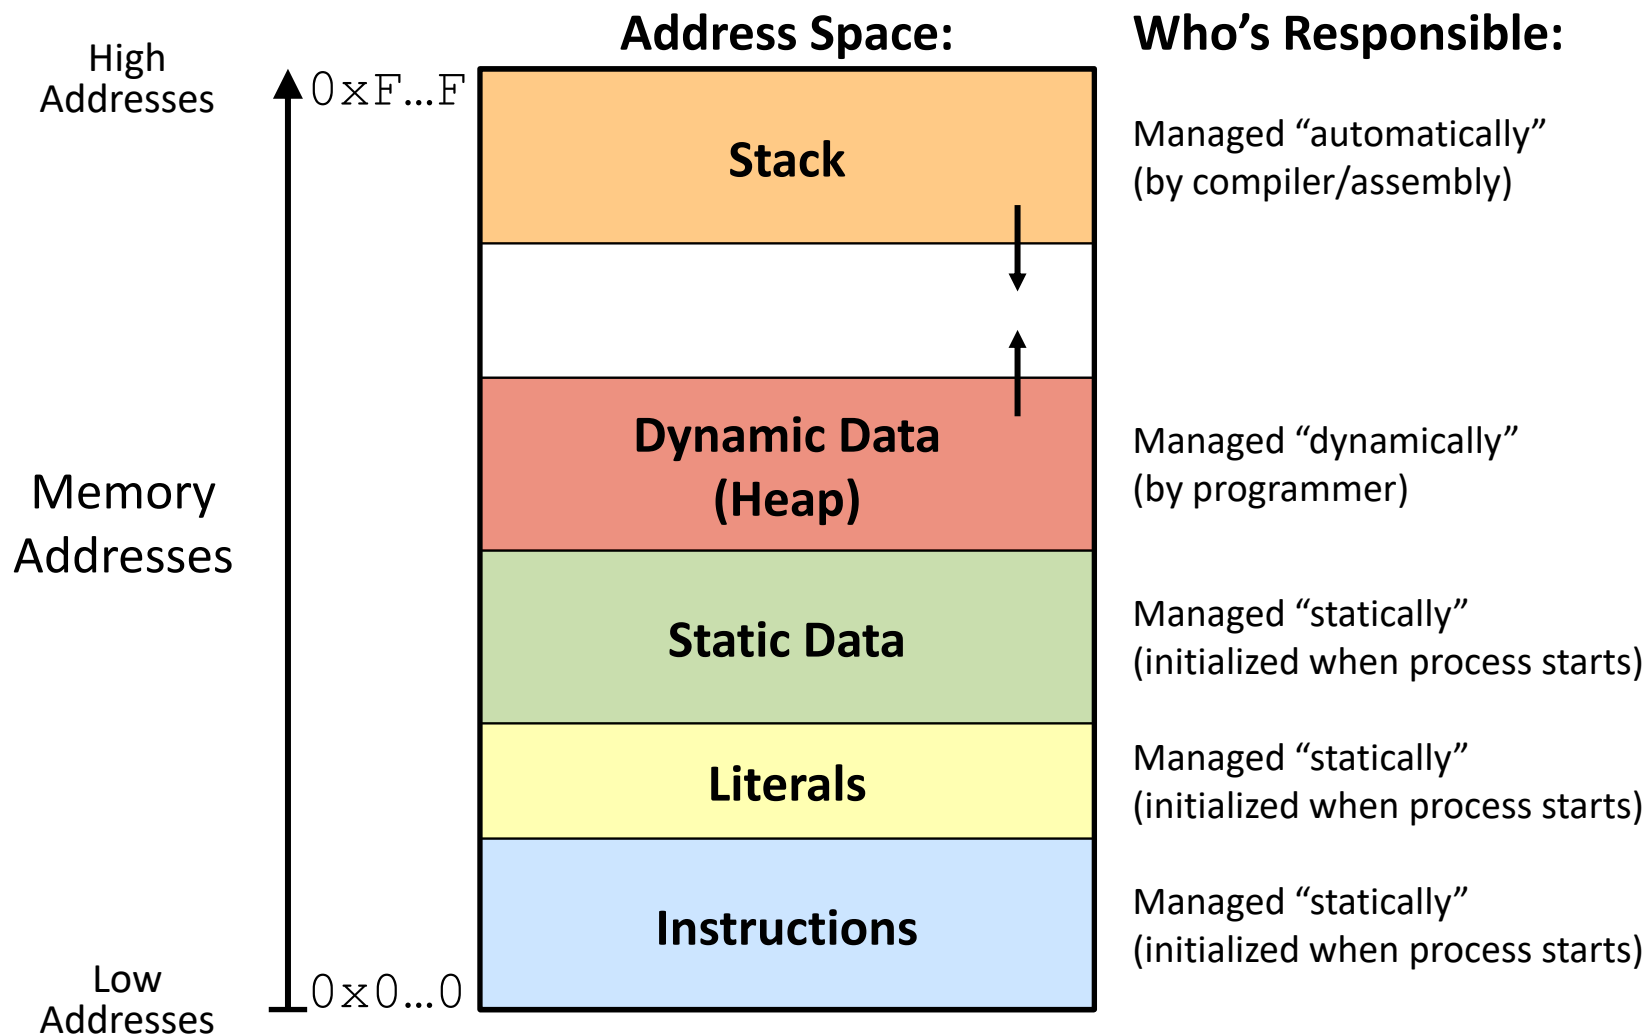 Address Space:
Who's Responsible:
High
Addresses
0xF…F
Stack
Managed “automatically”
(by compiler/assembly)
Memory
Addresses
Dynamic Data
(Heap)
Managed “dynamically”
(by programmer)
Static Data
Managed “statically”
(initialized when process starts)
Literals
Managed “statically”
(initialized when process starts)
Instructions
Managed “statically”
(initialized when process starts)
Low
Addresses
0x0…0